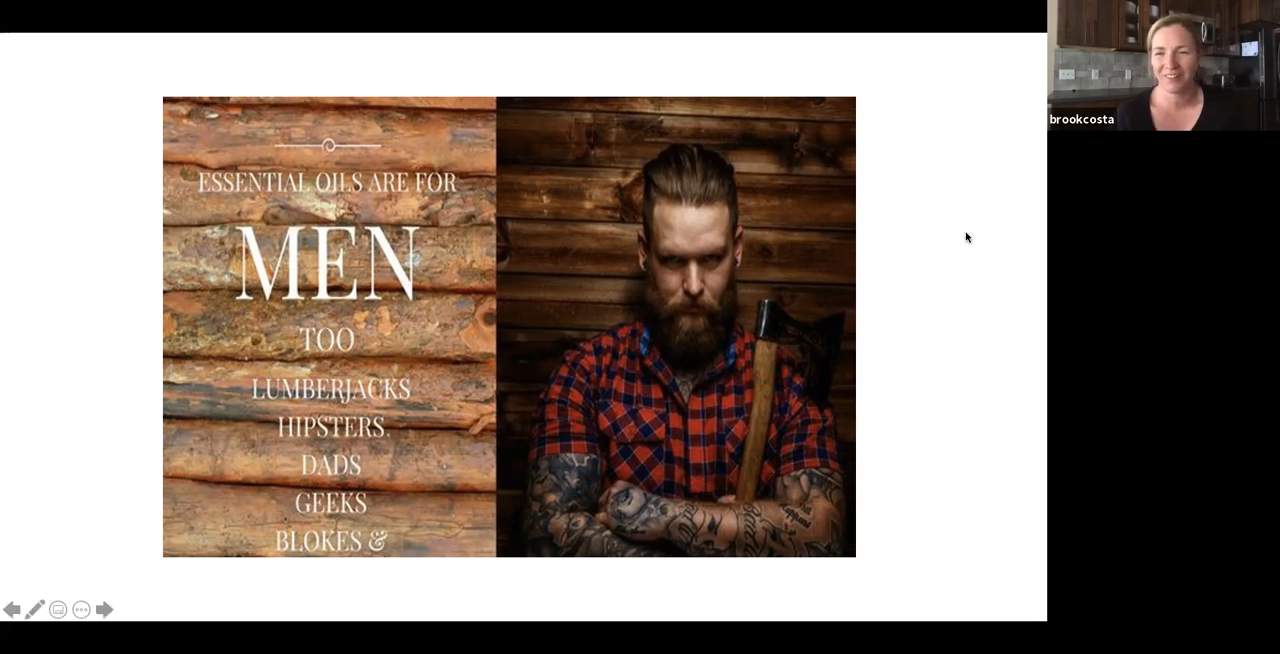 ESSENTIAL OILS ARE FOR
MEN
TOO
LUMBERJACKS
HIPSTERS
DADS
GEEKS
BLOKES &
brookcosta